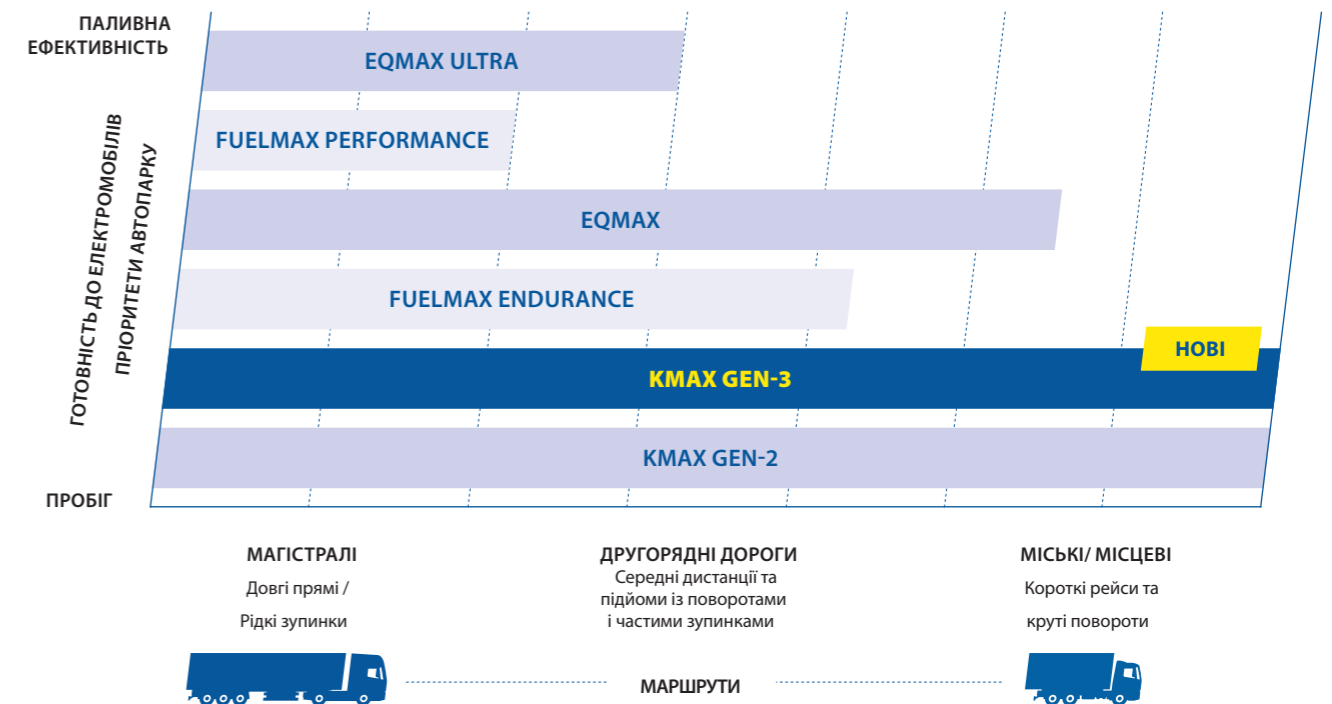 ПАЛИВНА
ЕФЕКТИВНІСТЬ
EQMAX ULTRA
FUELMAX PERFORMANCE
ГОТОВНІСТЬ ДО ЕЛЕКТРОМОБІЛІВ
ПРІОРИТЕТИ АВТОПАРКУ
EQMAX
FUELMAX ENDURANCE
НОВІ
KMAX GEN-3
KMAX GEN-2
ПРОБІГ
МАГІСТРАЛІ
Довгі прямі /
Рідкі зупинки
ДРУГОРЯДНІ ДОРОГИ
Середні дистанції та
підйоми із поворотами
і частими зупинками
МІСЬКІ/ МІСЦЕВІ
Короткі рейси та
круті повороти
МАРШРУТИ